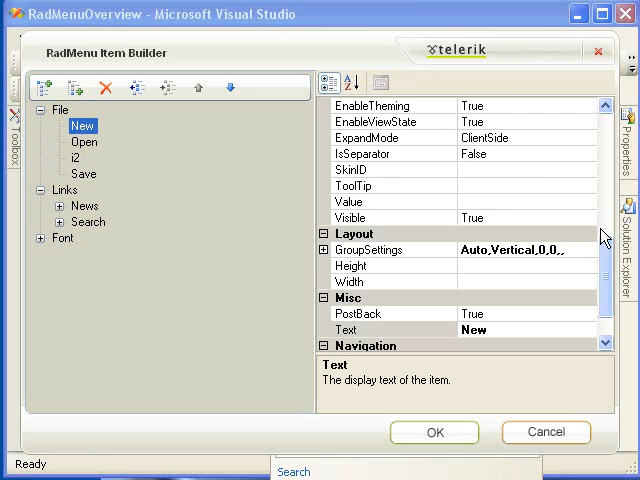 RadMenuOverview - Microsoft Visual Studio
RadMenu Item Builder
telerik
File
New
Open
i2
Save
Links
News
Search
Font
EnableTheming True
EnableViewState True
ExpandMode ClientSide
IsSeparator False
SkinID
ToolTip
Value
Visible True
Layout
GroupSettings Auto,Vertical,0,0,,
Height
Width
Misc
PostBack True
Text New
Navigation
Text
The display text of the item.
OK Cancel
Toolbox
Properties
Solution Explorer
Ready
Search